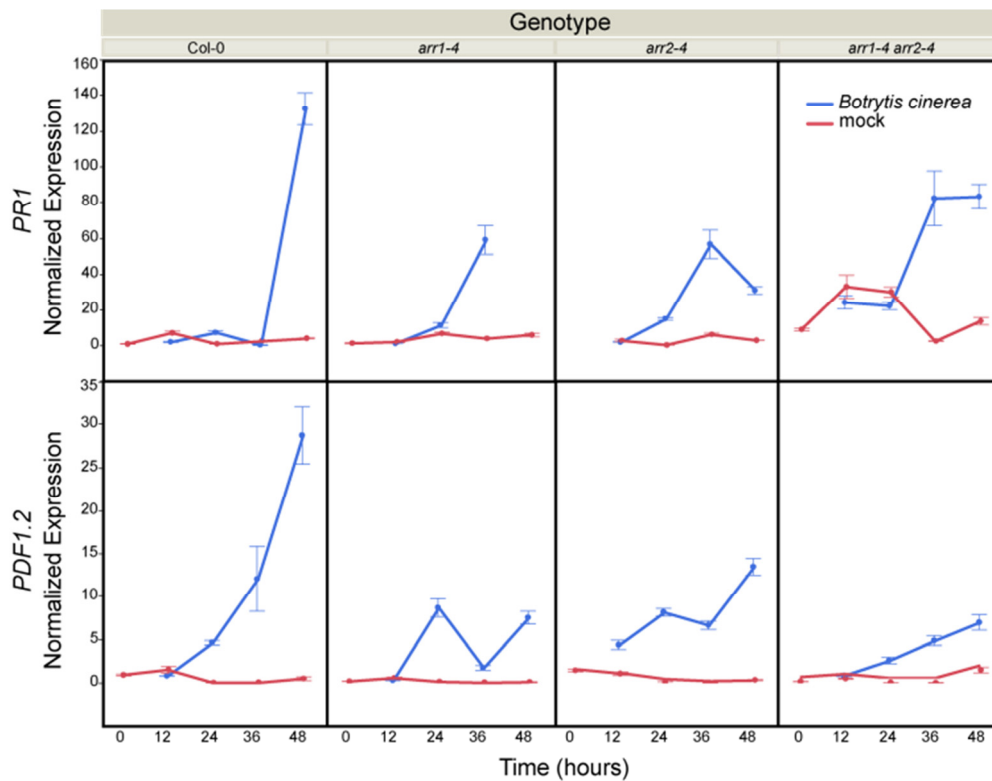 Genotype
Col-0 arr1-4 arr2-4 arr1-4 arr2-4
PR1
Normalized Expression
160
140
120
100
80
60
40
20
0
Botrytis cinerea
mock
PDF1.2
Normalized Expression
35
30
25
20
15
10
5
0
0 12 24 36 48 0 12 24 36 48 0 12 24 36 48 0 12 24 36 48
Time (hours)